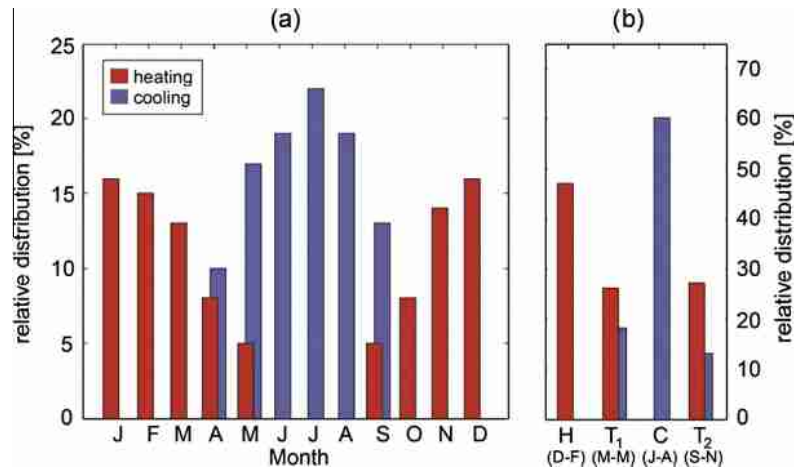 (a)
relative distribution [%]
25
20
15
10
5
0
heating
cooling
J F M A M J J A S O N D
Month
(b)
70
60
50
40
30
20
10
0
relative distribution [%]
H T₁ C T₂
(D-F) (M-M) (J-A) (S-N)